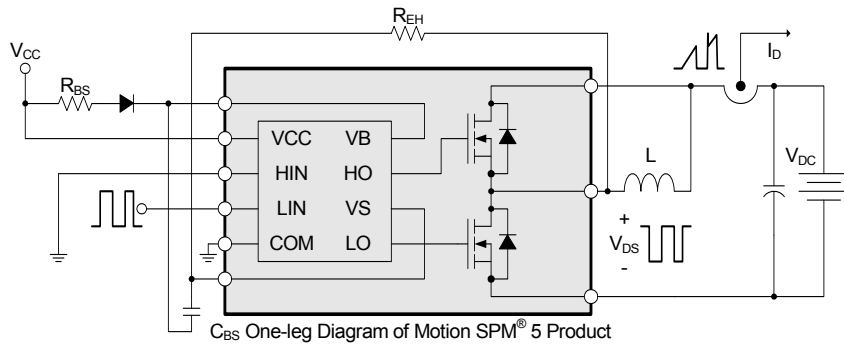 R_EH
V_CC
R_BS
I_D
VCC VB
HIN HO
LIN VS
COM LO
L
V_DC
+
V_DS
-
C_BS One-leg Diagram of Motion SPM® 5 Product